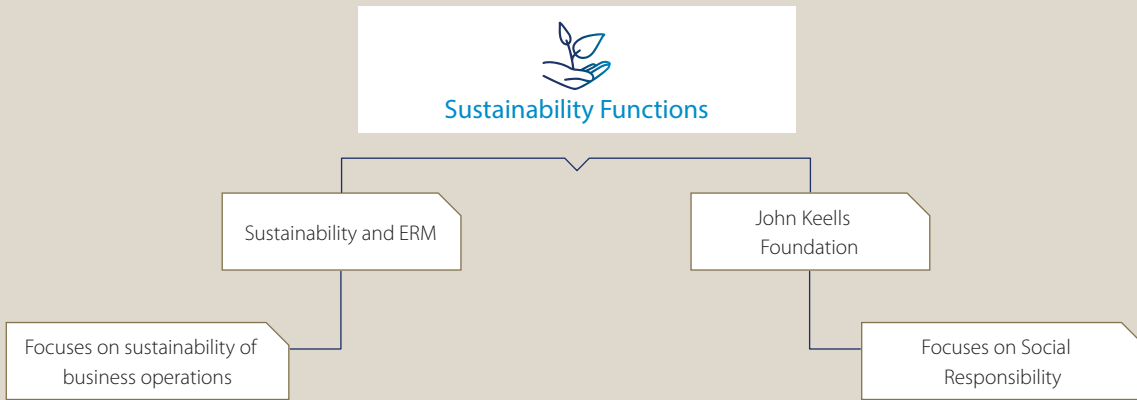 Sustainability Functions
Sustainability and ERM
John Keells
Foundation
Focuses on sustainability of
business operations
Focuses on Social
Responsibility